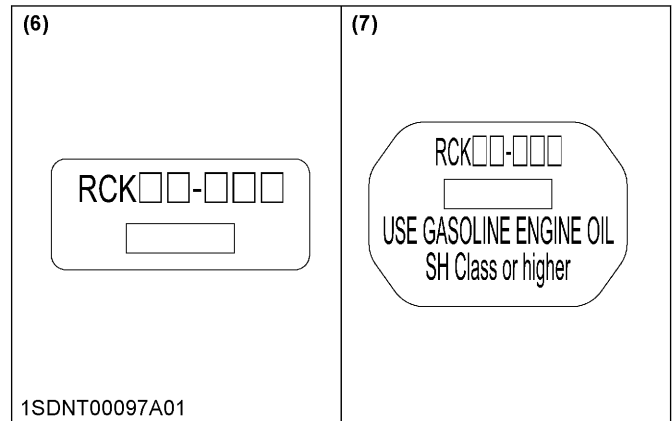 (6)
RCK□□-□□□
(7)
RCK□□-□□□
USE GASOLINE ENGINE OIL
SH Class or higher
1SDNT00097A01